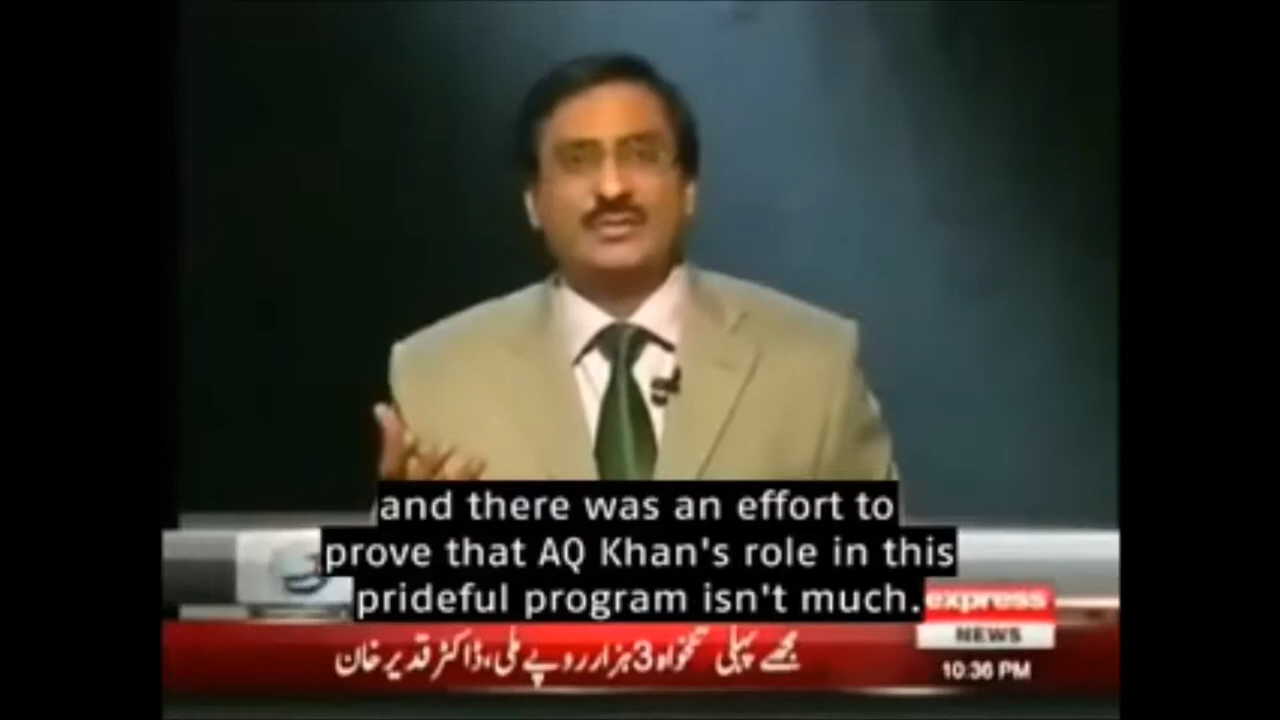 and there was an effort to
prove that AQ Khan's role in this
prideful program isn't much.
express
NEWS
مجھے پہلی تنخواہ 3 ہزار روپے ملی، ڈاکٹر قدیر خان
10:36 PM